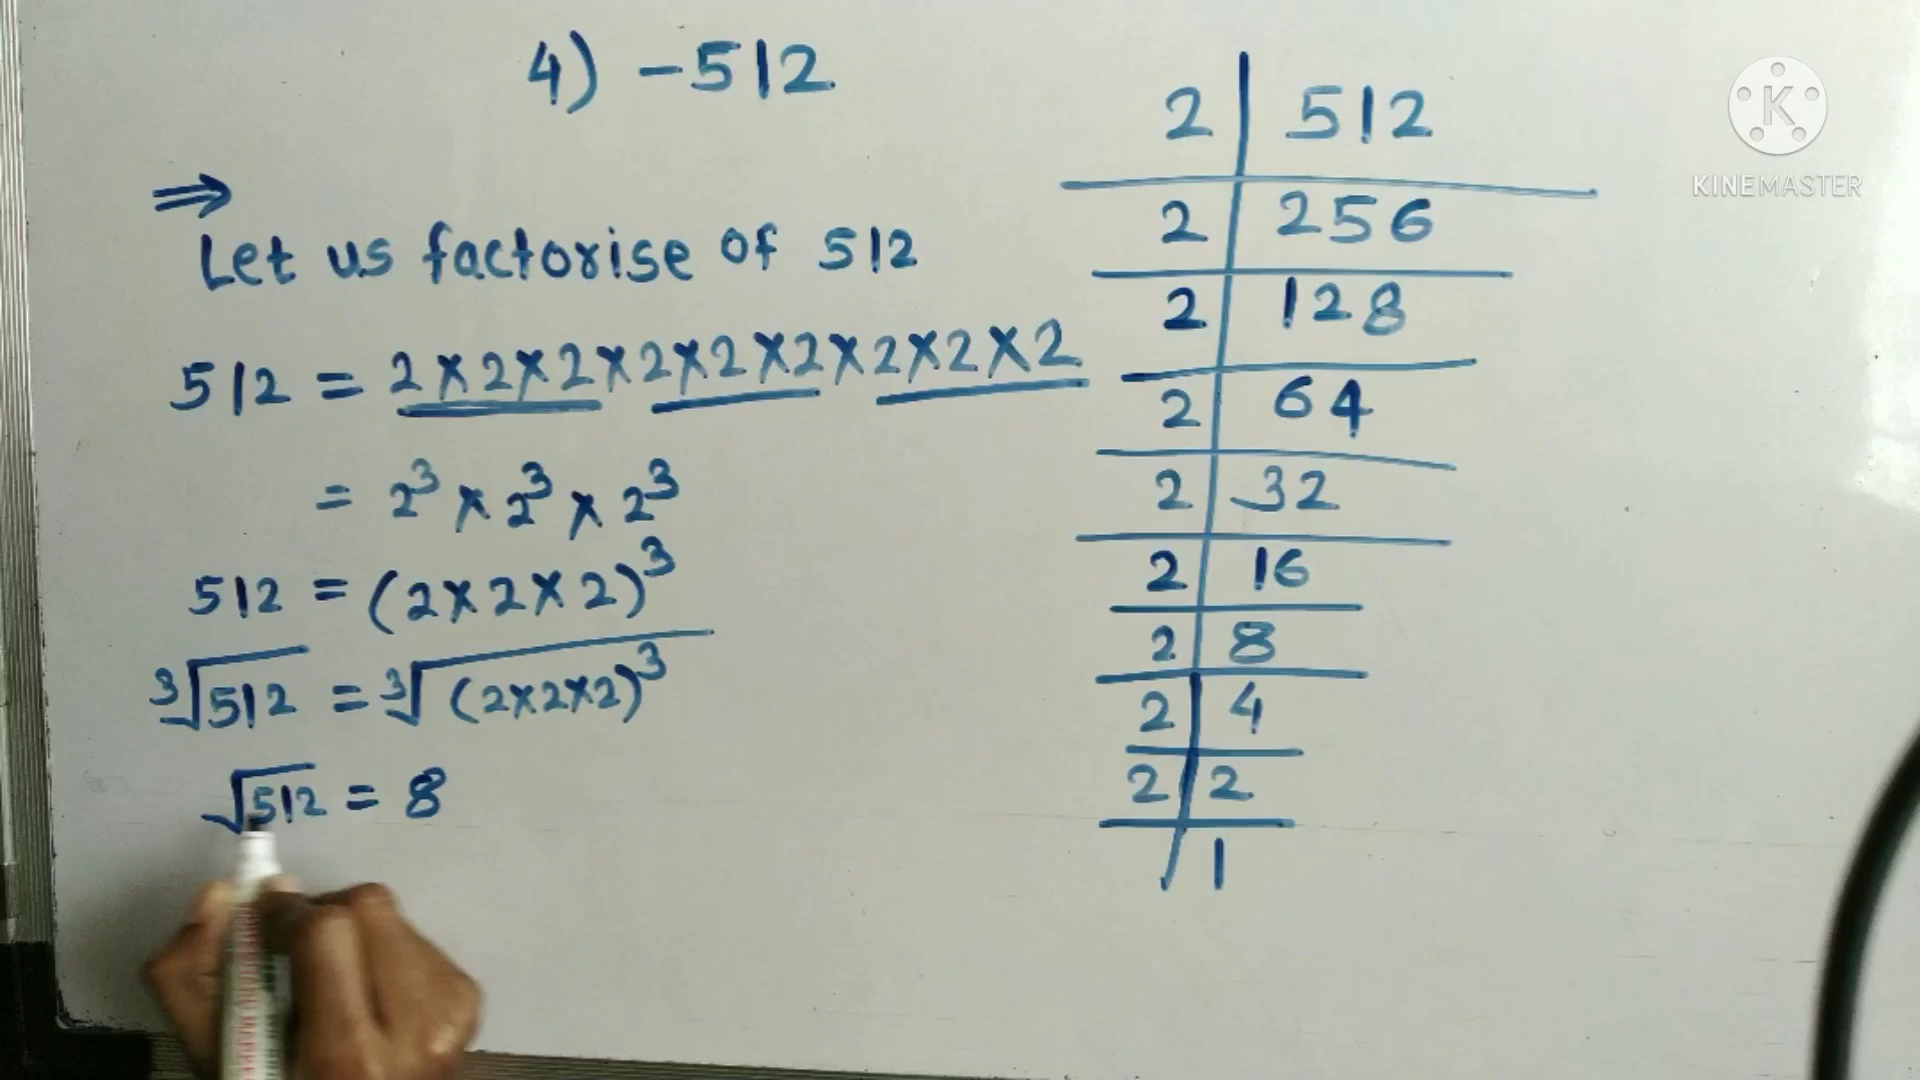 4) -512
⇒
Let us factorise of 512
512 = 2×2×2×2×2×2×2×2×2
= 2³ × 2³ × 2³
512 = (2×2×2)³
³√512 = ³√(2×2×2)³
√512 = 8
2 | 512
2 | 256
2 | 128
2 | 64
2 | 32
2 | 16
2 | 8
2 | 4
2 | 2
| 1
K
KINEMASTER